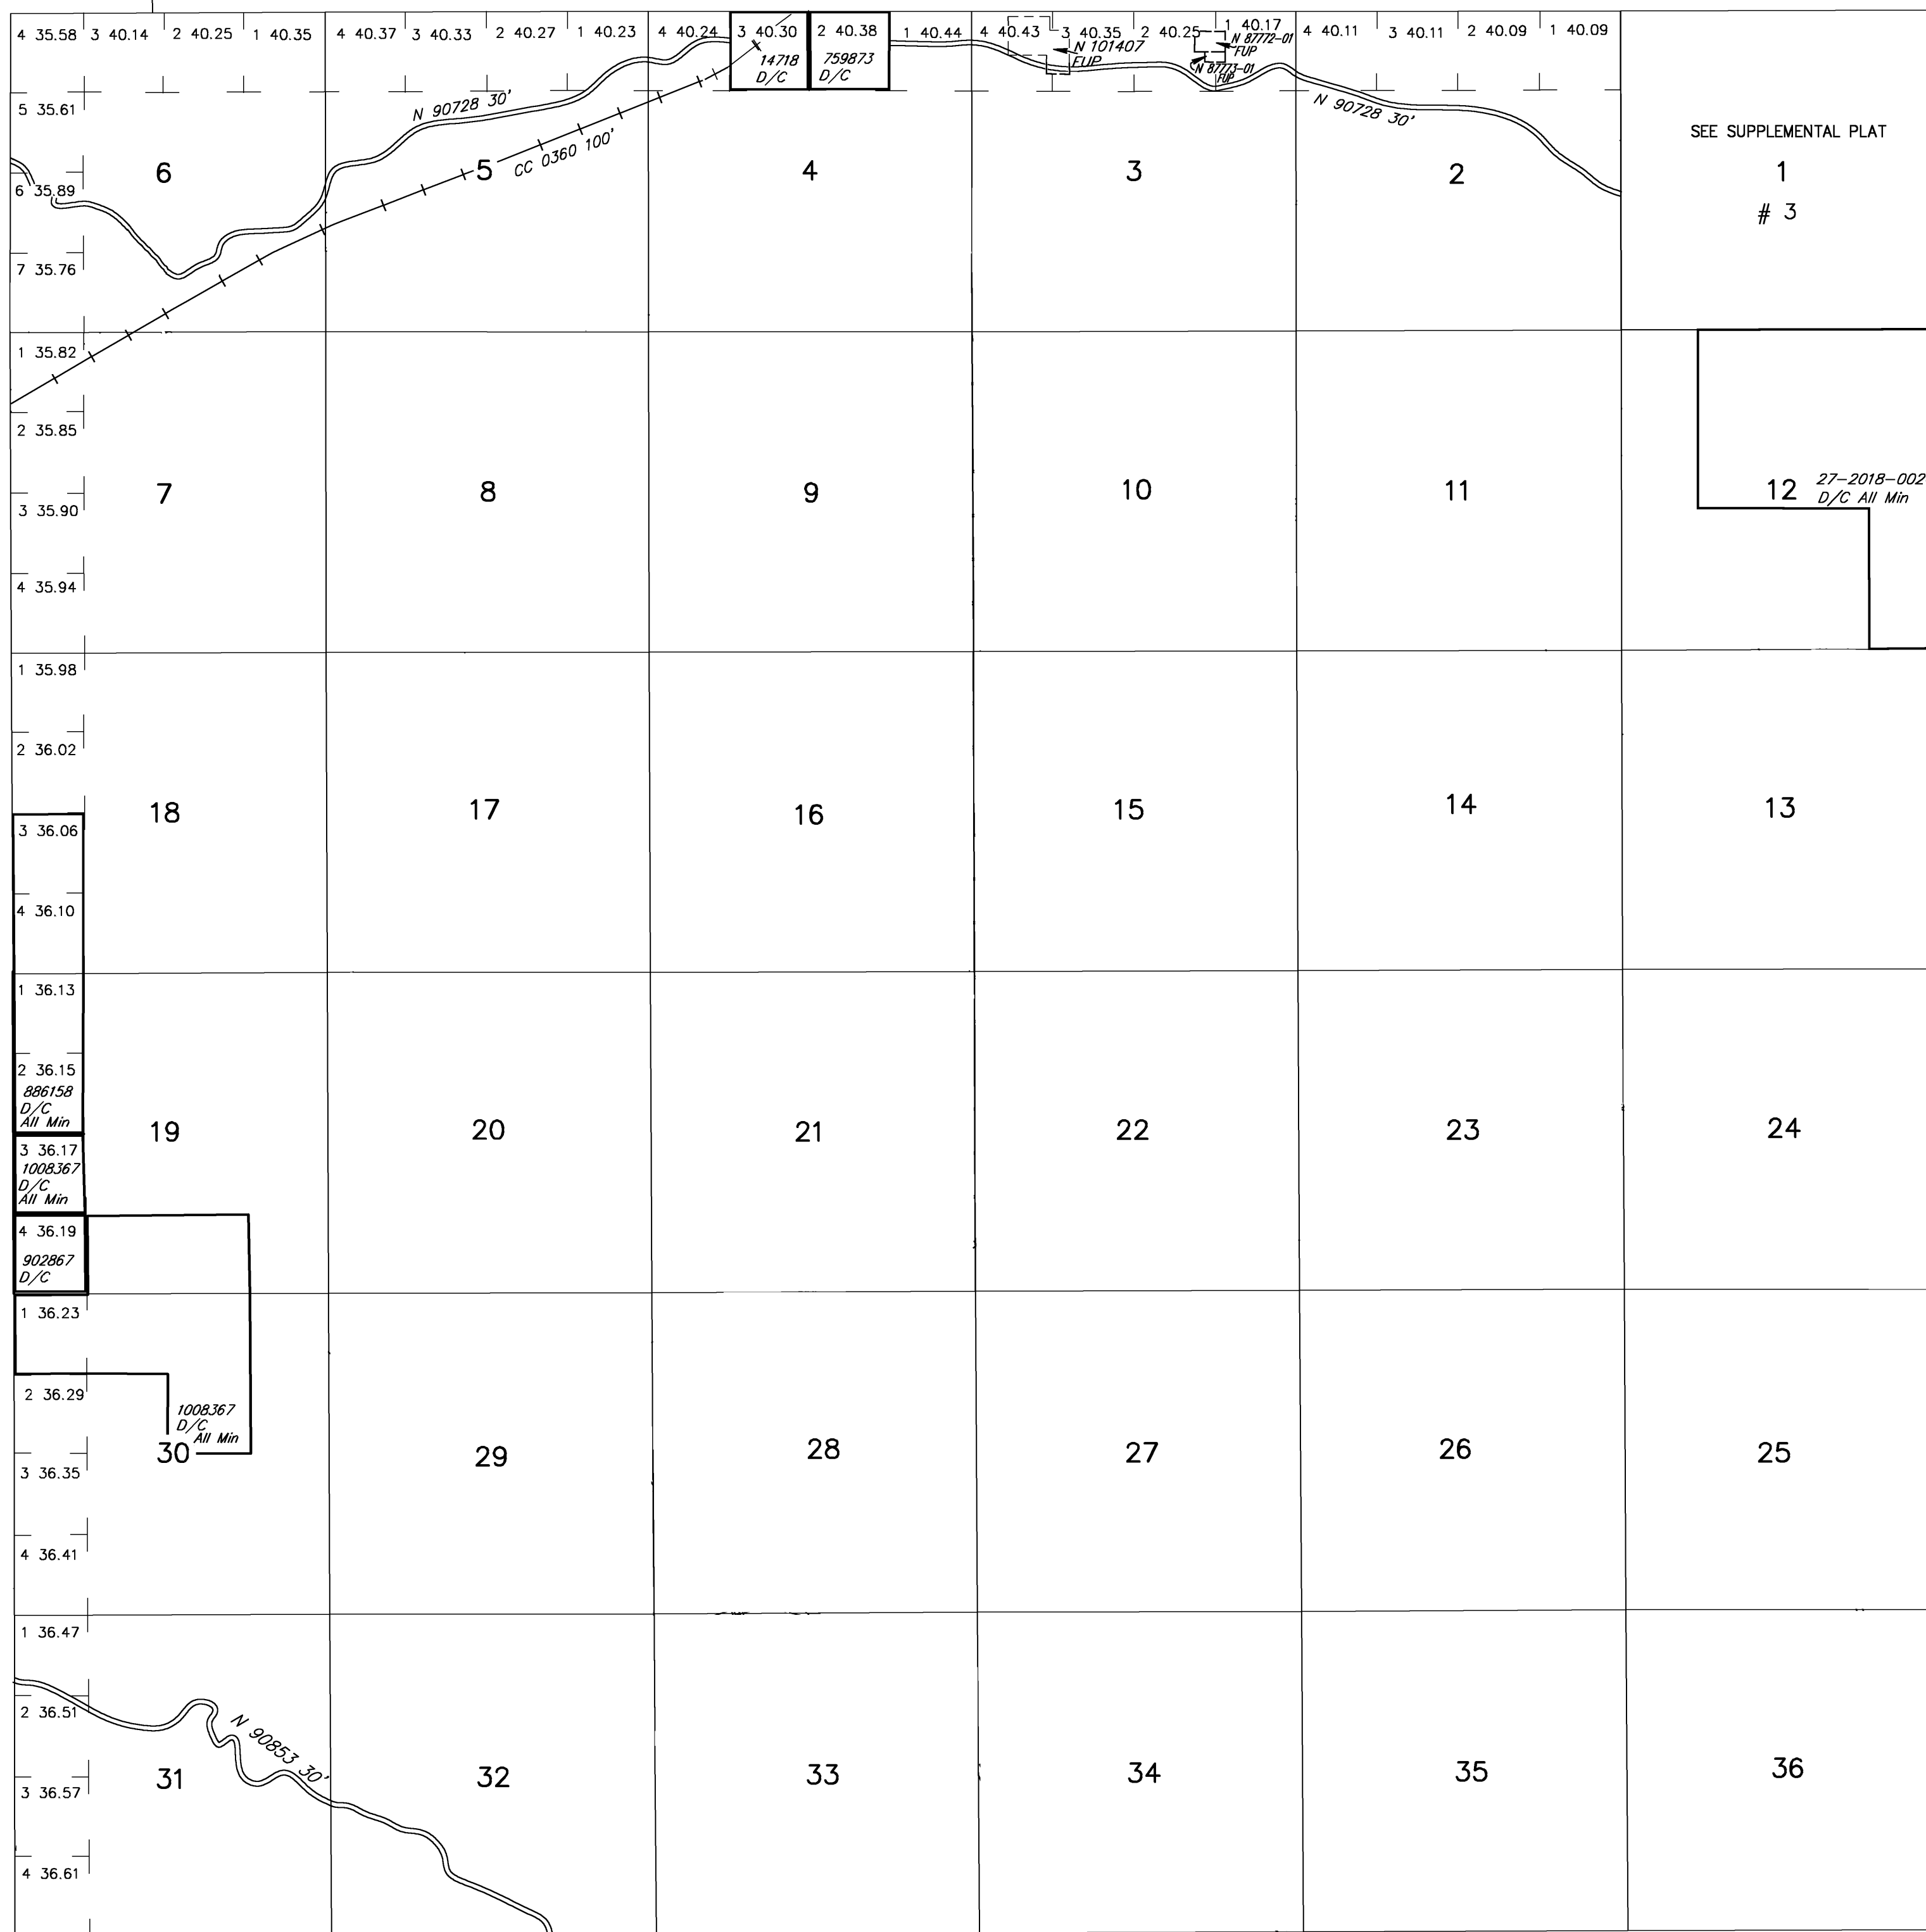 4 35.58 3 40.14 2 40.25 1 40.35 4 40.37 3 40.33 2 40.27 1 40.23 4 40.24 3 40.30 2 40.38 1 40.44 4 40.43 3 40.35 2 40.25 1 40.17 4 40.11 3 40.11 2 40.09 1 40.09
14718
D/C
759873
D/C
N 101407
FUP
N 87772-01
FUP
N 87773-01
FUP
5 35.61
N 90728 30'
CC 0360 100'
N 90728 30'
SEE SUPPLEMENTAL PLAT
6 5 4 3 2 1
# 3
6 35.89
7 35.76
1 35.82
2 35.85
7 8 9 10 11 12
27-2018-002
D/C All Min
3 35.90
4 35.94
1 35.98
2 36.02
18 17 16 15 14 13
3 36.06
4 36.10
1 36.13
2 36.15
886158
D/C
All Min
19 20 21 22 23 24
3 36.17
1008367
D/C
All Min
4 36.19
902867
D/C
1 36.23
2 36.29
1008367
D/C
All Min
30 29 28 27 26 25
3 36.35
4 36.41
1 36.47
2 36.51
N 90853 30'
31 32 33 34 35 36
3 36.57
4 36.61